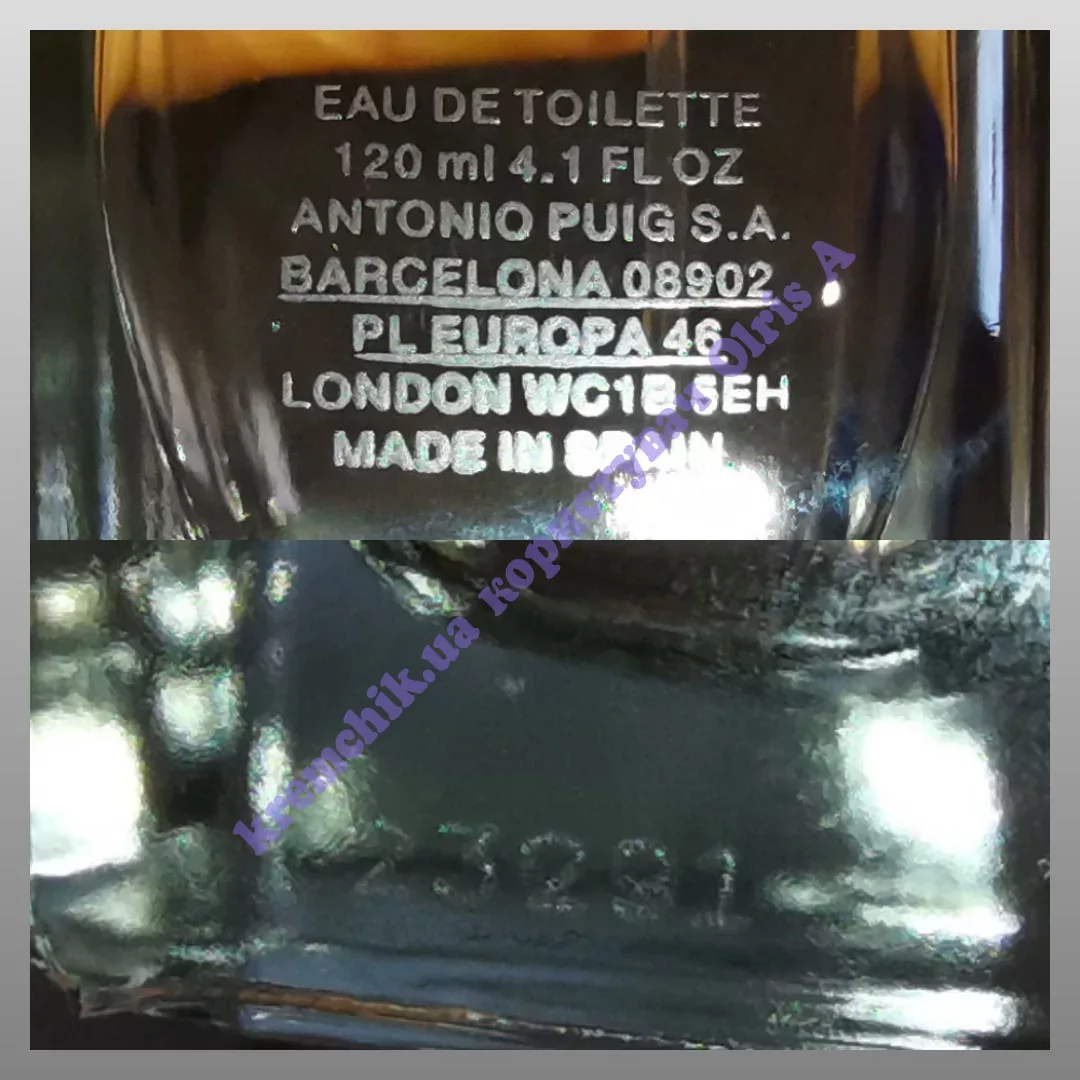 EAU DE TOILETTE
120 ml 4.1 FL OZ
ANTONIO PUIG S.A.
BARCELONA 08902
PL EUROPA 46
LONDON WC1B 5EH
MADE IN SPAIN
kremchik.ua Olris A